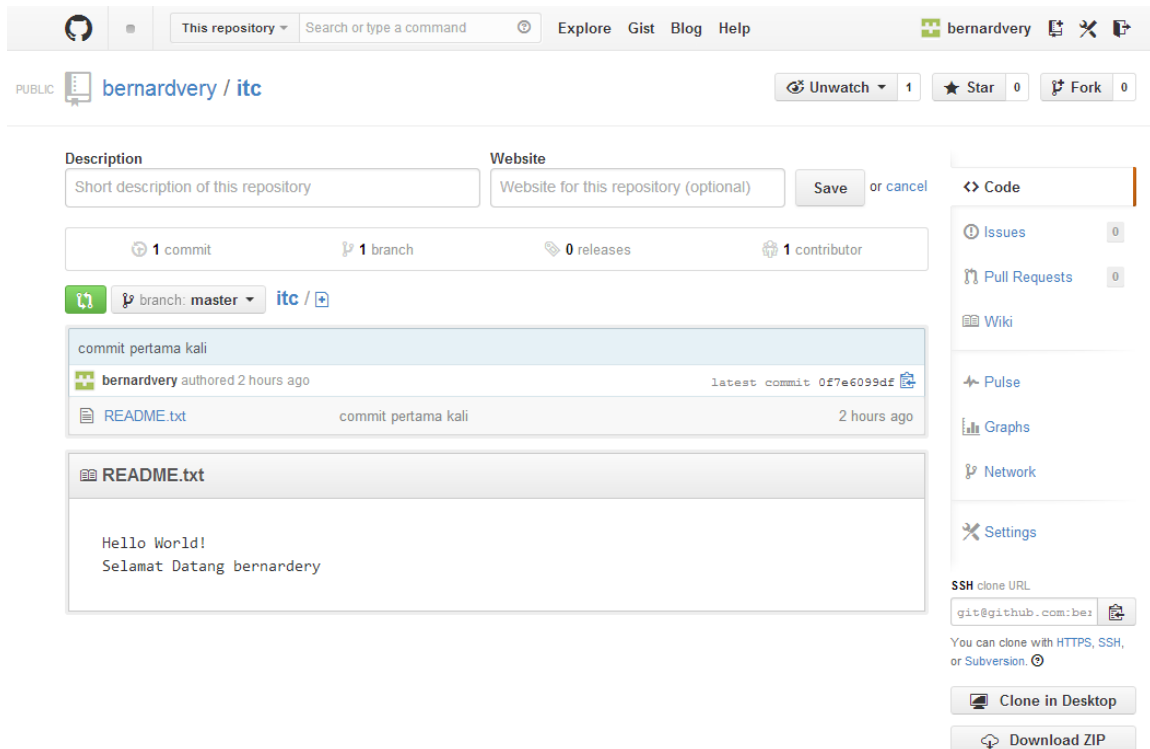 This repository Search or type a command Explore Gist Blog Help bernardvery
PUBLIC bernardvery / itc Unwatch 1 Star 0 Fork 0
Description Website
Short description of this repository Website for this repository (optional) Save or cancel
1 commit 1 branch 0 releases 1 contributor
branch: master itc /
commit pertama kali
bernardvery authored 2 hours ago latest commit 0f7e6099df
README.txt commit pertama kali 2 hours ago
README.txt
Hello World!
Selamat Datang bernardery
Code
Issues 0
Pull Requests 0
Wiki
Pulse
Graphs
Network
Settings
SSH clone URL
git@github.com:be
You can clone with HTTPS, SSH,
or Subversion.
Clone in Desktop
Download ZIP